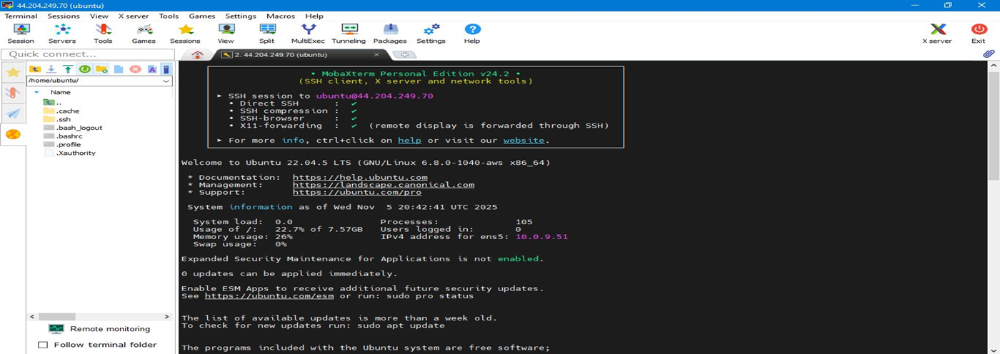 44.204.249.70 (ubuntu)
Terminal Sessions View X server Tools Games Settings Macros Help
Session Servers Tools Games Sessions View Split MultiExec Tunneling Packages Settings Help X server Exit
Quick connect...
2. 44.204.249.70 (ubuntu)
/home/ubuntu/
Name
..
.cache
.ssh
.bash_logout
.bashrc
.profile
.Xauthority
Remote monitoring
Follow terminal folder
• MobaXterm Personal Edition v24.2 •
(SSH client, X server and network tools)
► SSH session to ubuntu@44.204.249.70
• Direct SSH : ✔
• SSH compression : ✔
• SSH-browser : ✔
• X11-forwarding : ✔ (remote display is forwarded through SSH)
► For more info, ctrl+click on help or visit our website.
Welcome to Ubuntu 22.04.5 LTS (GNU/Linux 6.8.0-1040-aws x86_64)
* Documentation: https://help.ubuntu.com
* Management: https://landscape.canonical.com
* Support: https://ubuntu.com/pro
System information as of Wed Nov 5 20:42:41 UTC 2025
System load: 0.0 Processes: 105
Usage of /: 22.7% of 7.57GB Users logged in: 0
Memory usage: 26% IPv4 address for ens5: 10.0.9.51
Swap usage: 0%
Expanded Security Maintenance for Applications is not enabled.
0 updates can be applied immediately.
Enable ESM Apps to receive additional future security updates.
See https://ubuntu.com/esm or run: sudo pro status
The list of available updates is more than a week old.
To check for new updates run: sudo apt update
The programs included with the Ubuntu system are free software;